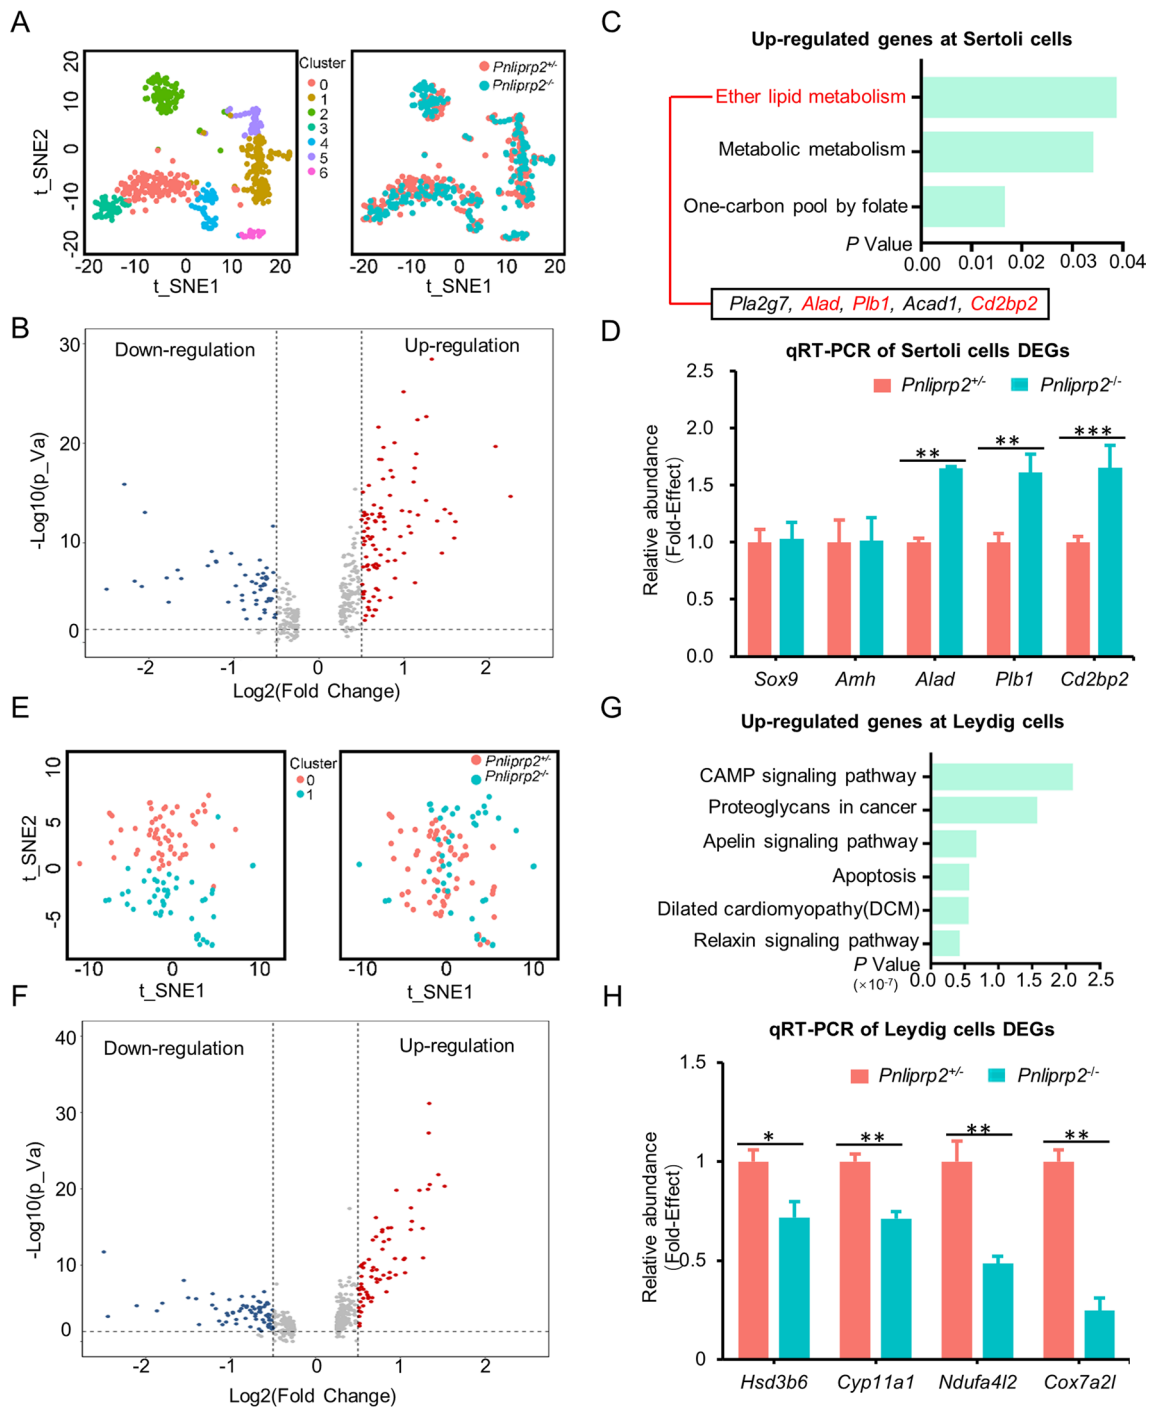 A
Cluster
0
1
2
3
4
5
6
Pnliprp2+/-
Pnliprp2-/-
t_SNE2
20
10
0
-10
-20
-20 -10 0 10 20
t_SNE1
-20 -10 0 10 20
t_SNE1
B
Down-regulation
Up-regulation
-Log10(p_Va)
30
20
10
0
-2 -1 0 1 2
Log2(Fold Change)
C
Up-regulated genes at Sertoli cells
Ether lipid metabolism
Metabolic metabolism
One-carbon pool by folate
P Value
0.00 0.01 0.02 0.03 0.04
Pla2g7, Alad, Plb1, Acad1, Cd2bp2
D
qRT-PCR of Sertoli cells DEGs
Pnliprp2+/- Pnliprp2-/-
Relative abundance
(Fold-Effect)
2.5
2.0
1.5
1.0
0.5
0.0
** ** ***
Sox9 Amh Alad Plb1 Cd2bp2
E
Cluster
0
1
Pnliprp2+/-
Pnliprp2-/-
t_SNE2
10
5
0
-5
-10 0 10
t_SNE1
-10 0 10
t_SNE1
F
Down-regulation
Up-regulation
-Log10(p_Va)
40
30
20
10
0
-2 -1 0 1 2
Log2(Fold Change)
G
Up-regulated genes at Leydig cells
CAMP signaling pathway
Proteoglycans in cancer
Apelin signaling pathway
Apoptosis
Dilated cardiomyopathy(DCM)
Relaxin signaling pathway
P Value
(×10-7)
0.0 0.5 1.0 1.5 2.0 2.5
H
qRT-PCR of Leydig cells DEGs
Pnliprp2+/- Pnliprp2-/-
Relative abundance
(Fold-Effect)
1.5
1
0.5
0
* ** ** **
Hsd3b6 Cyp11a1 Ndufa4l2 Cox7a2l